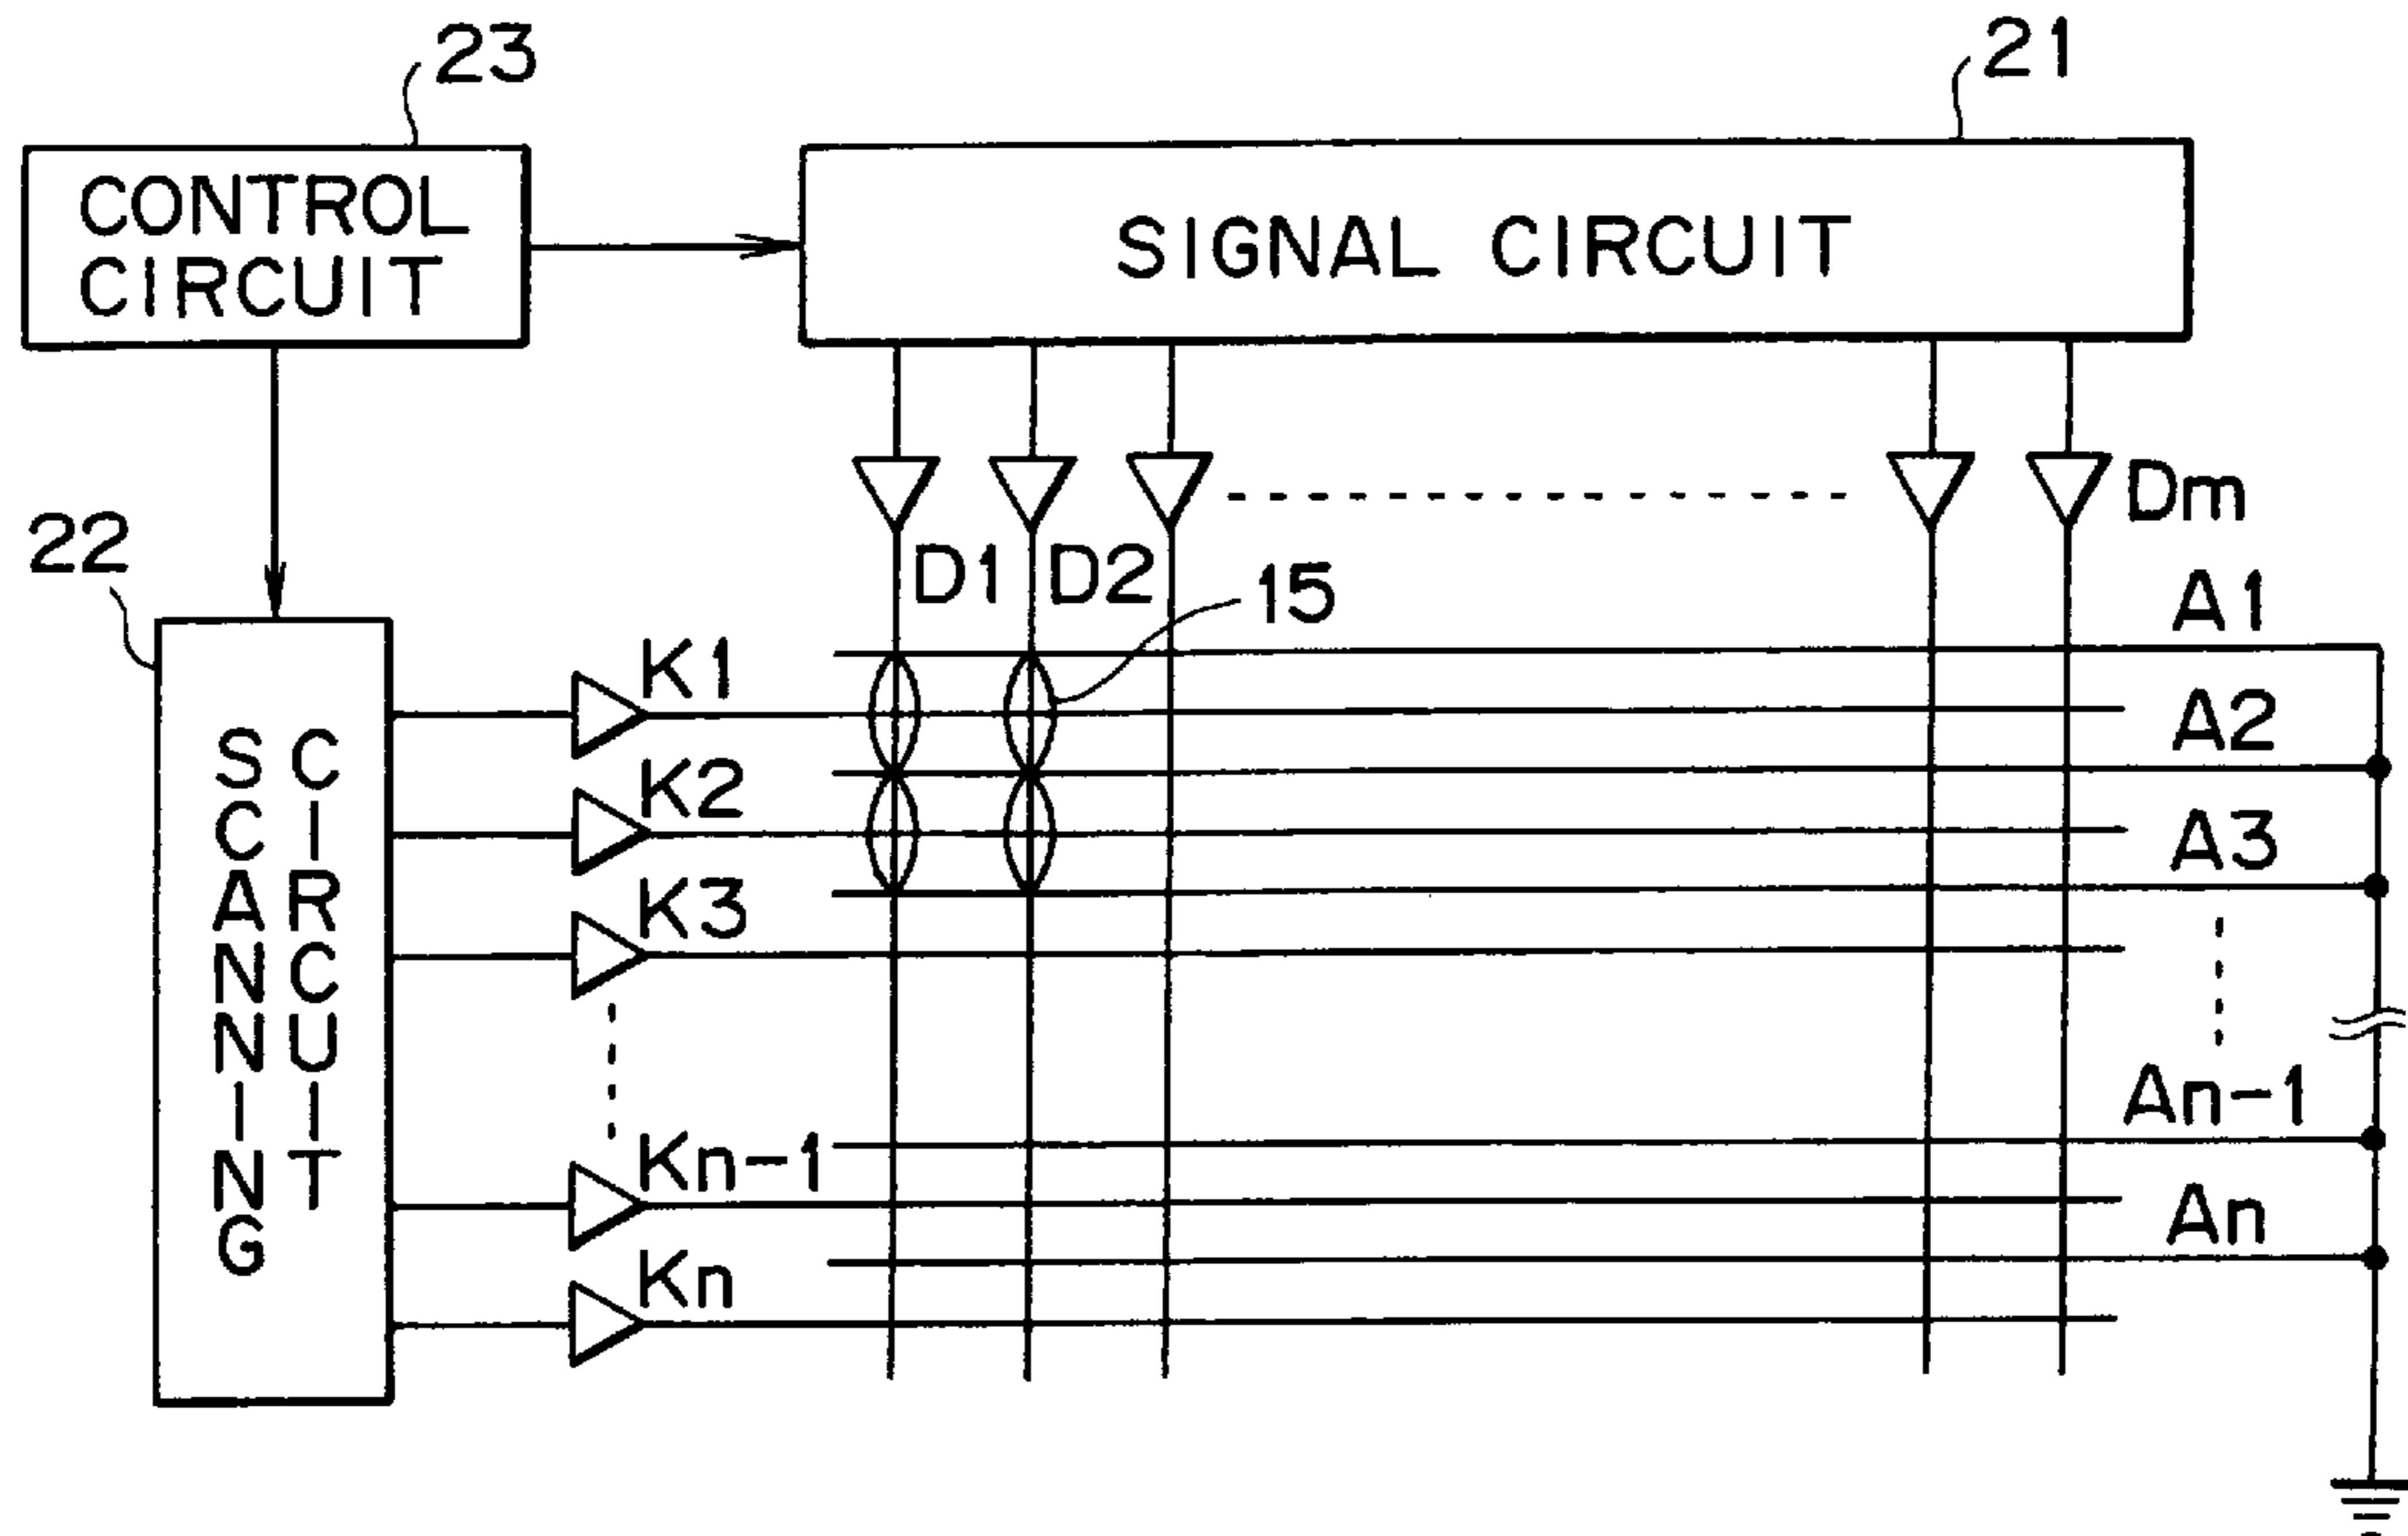 23
21
CONTROL
CIRCUIT
SIGNAL CIRCUIT
22
Dm
D1
D2
15
A1
K1
A2
K2
A3
K3
SCANNING
CIRCUIT
An-1
Kn-1
An
Kn